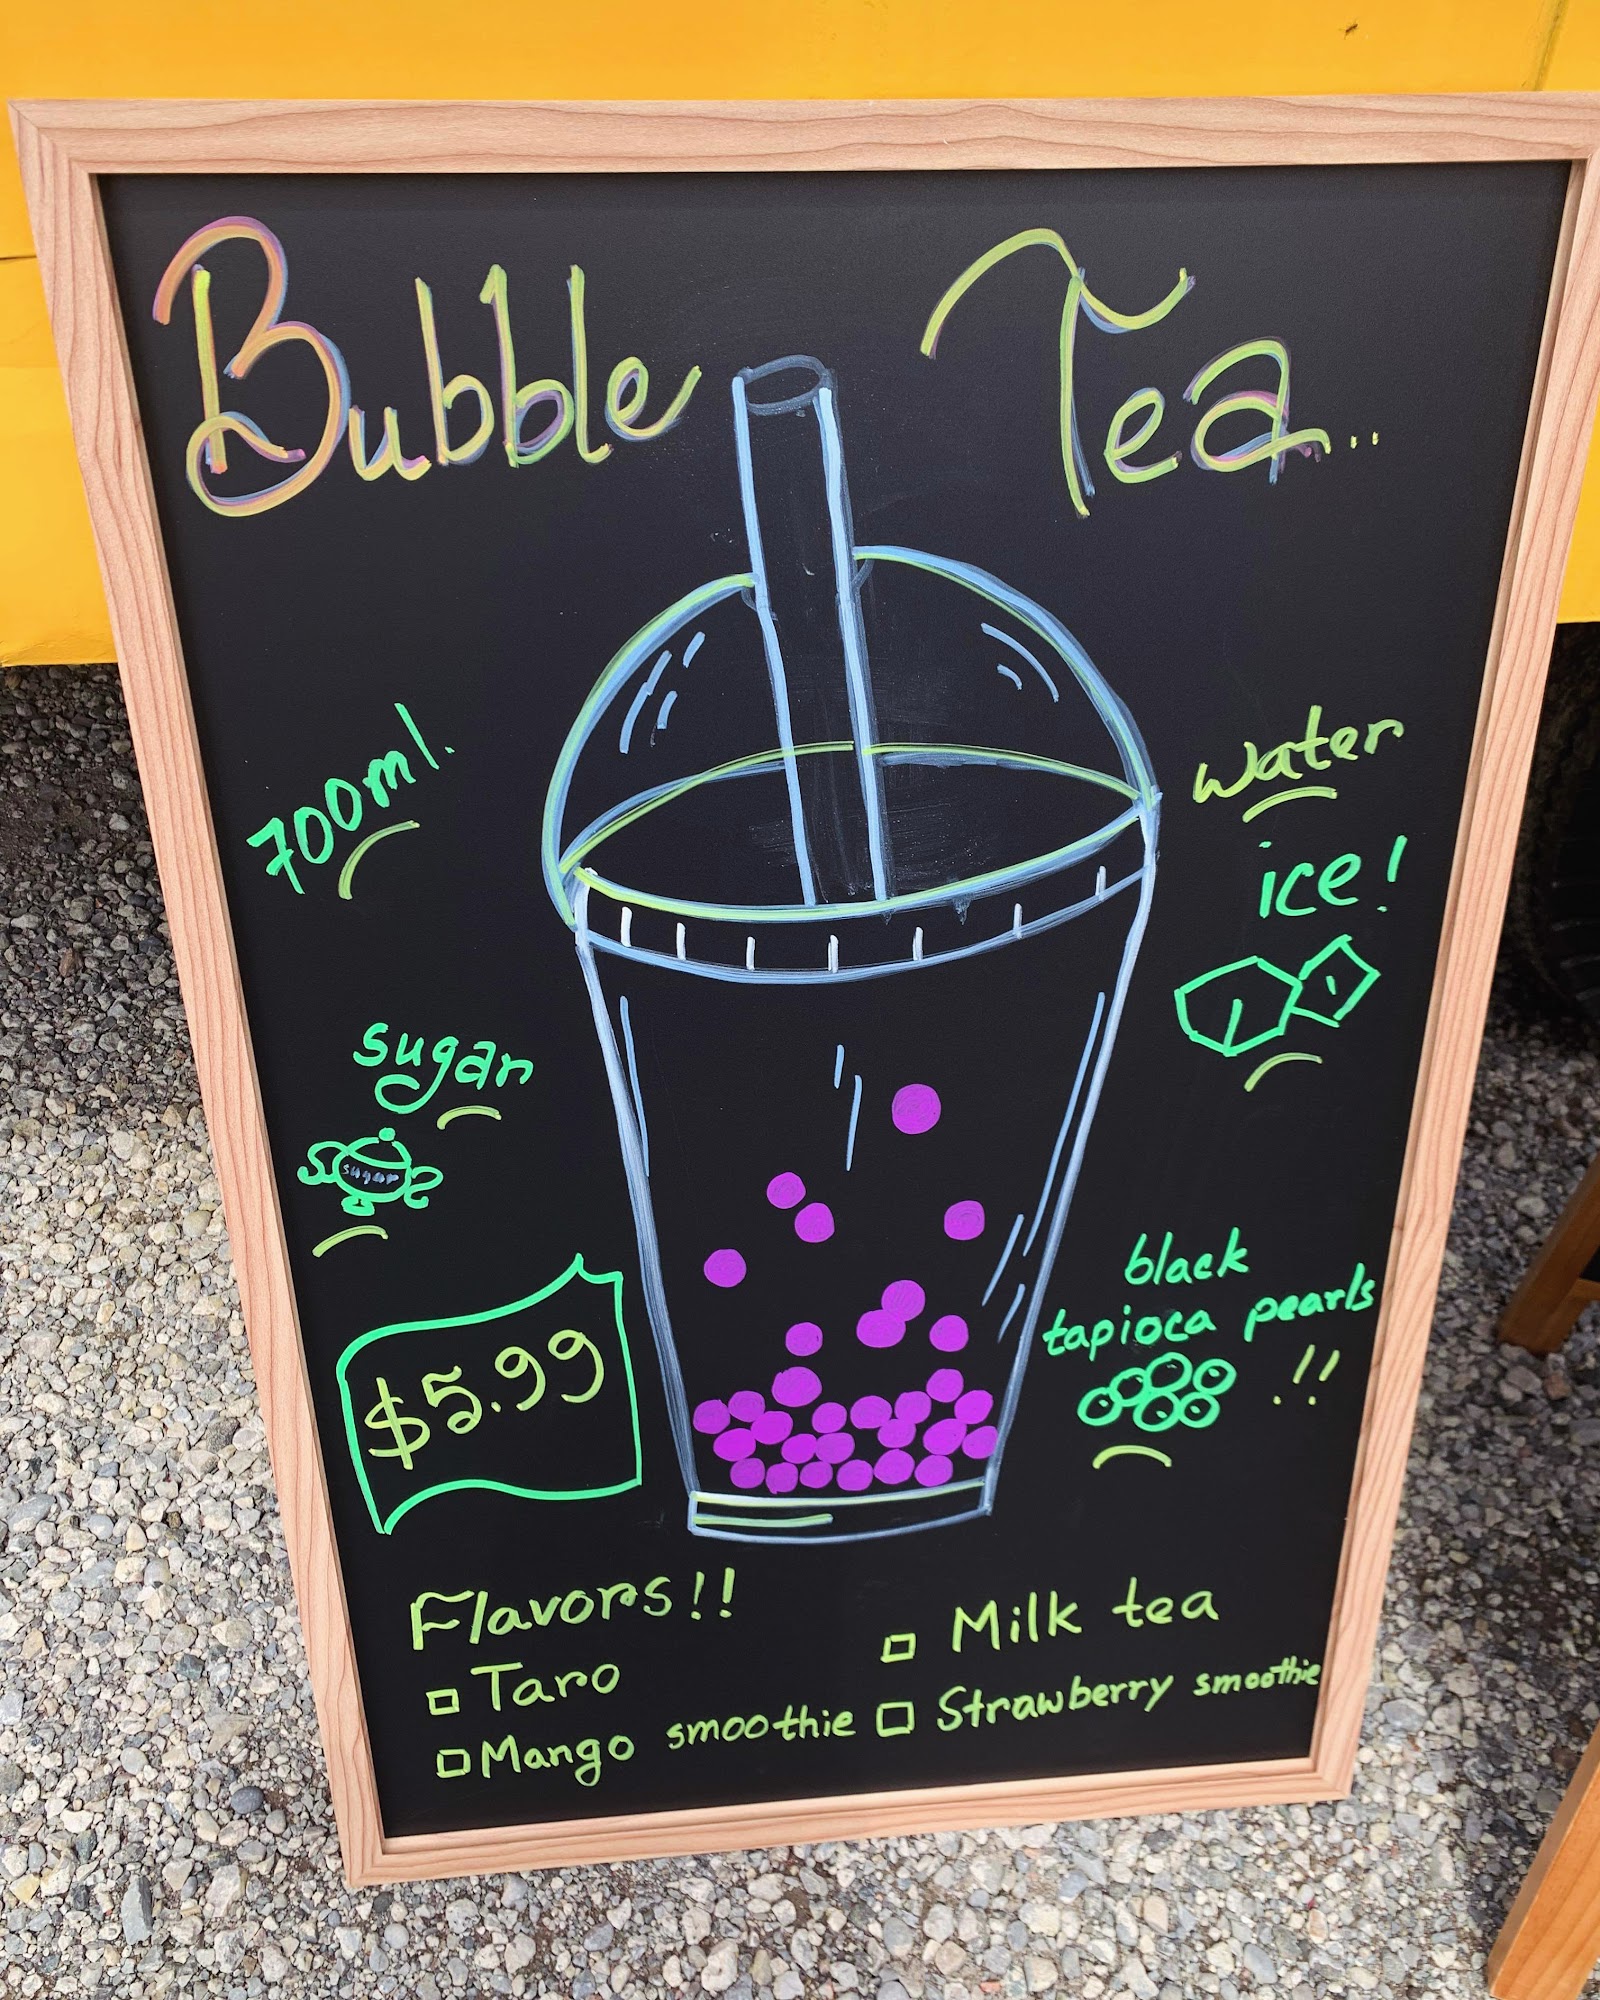 Bubble Tea..
700ml.
water
ice!
sugar
sugar
black
tapioca pearls
!!
$5.99
Flavors!!
Taro
Mango smoothie
Milk tea
Strawberry smoothie